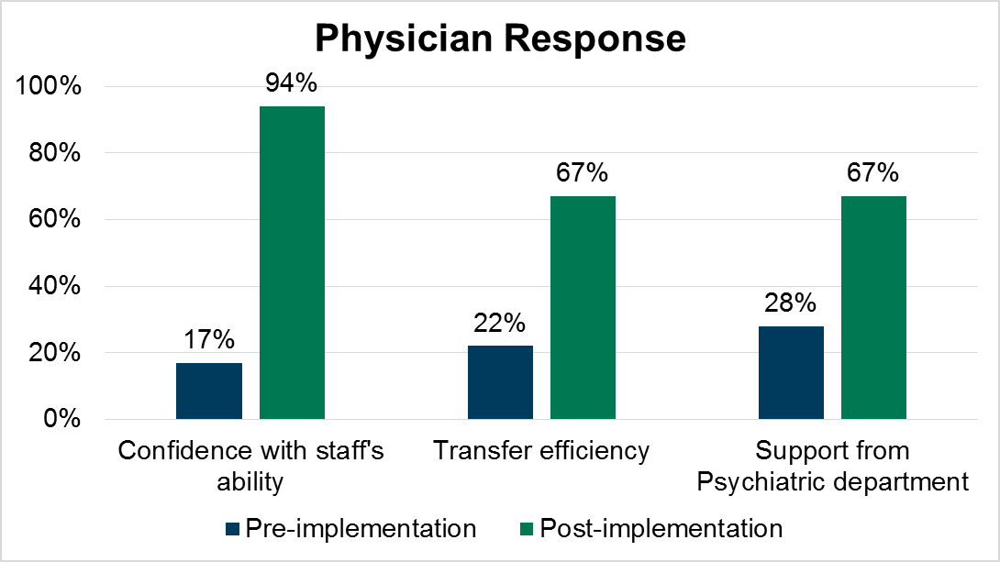 Physician Response
100%
80%
60%
40%
20%
0%
17%
94%
22%
67%
28%
67%
Confidence with staff's
ability
Transfer efficiency
Support from
Psychiatric department
Pre-implementation
Post-implementation